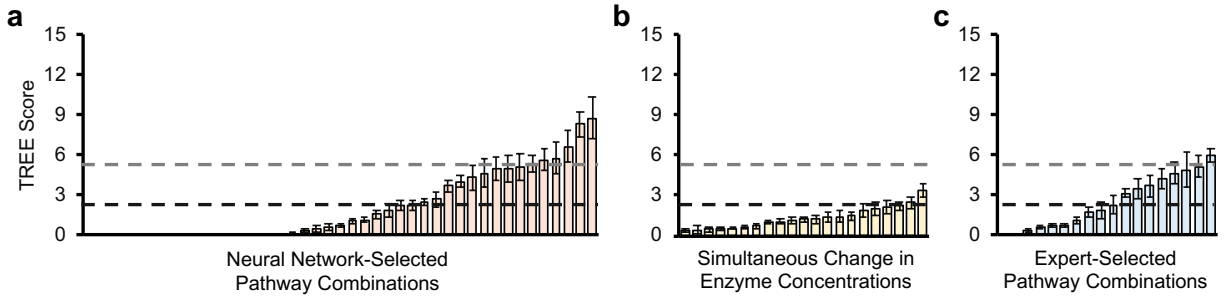 a
b
c
TREE Score
15
12
9
6
3
0
Neural Network-Selected
Pathway Combinations
15
12
9
6
3
0
Simultaneous Change in
Enzyme Concentrations
15
12
9
6
3
0
Expert-Selected
Pathway Combinations